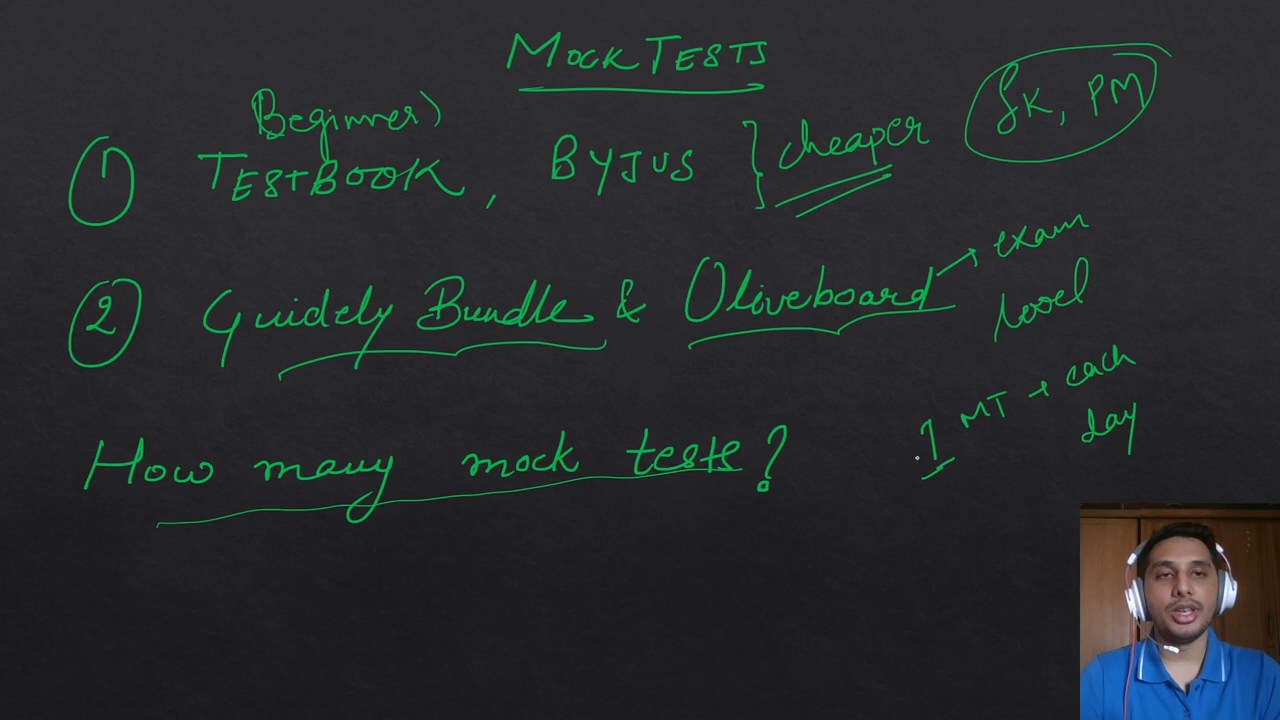 MOCK TESTS
Beginner)
① TESTBOOK, BYJUS } cheaper
PM
② Guidely Bundle & Oliveboard → exam
level
How many mock tests?
1 MT → each
day